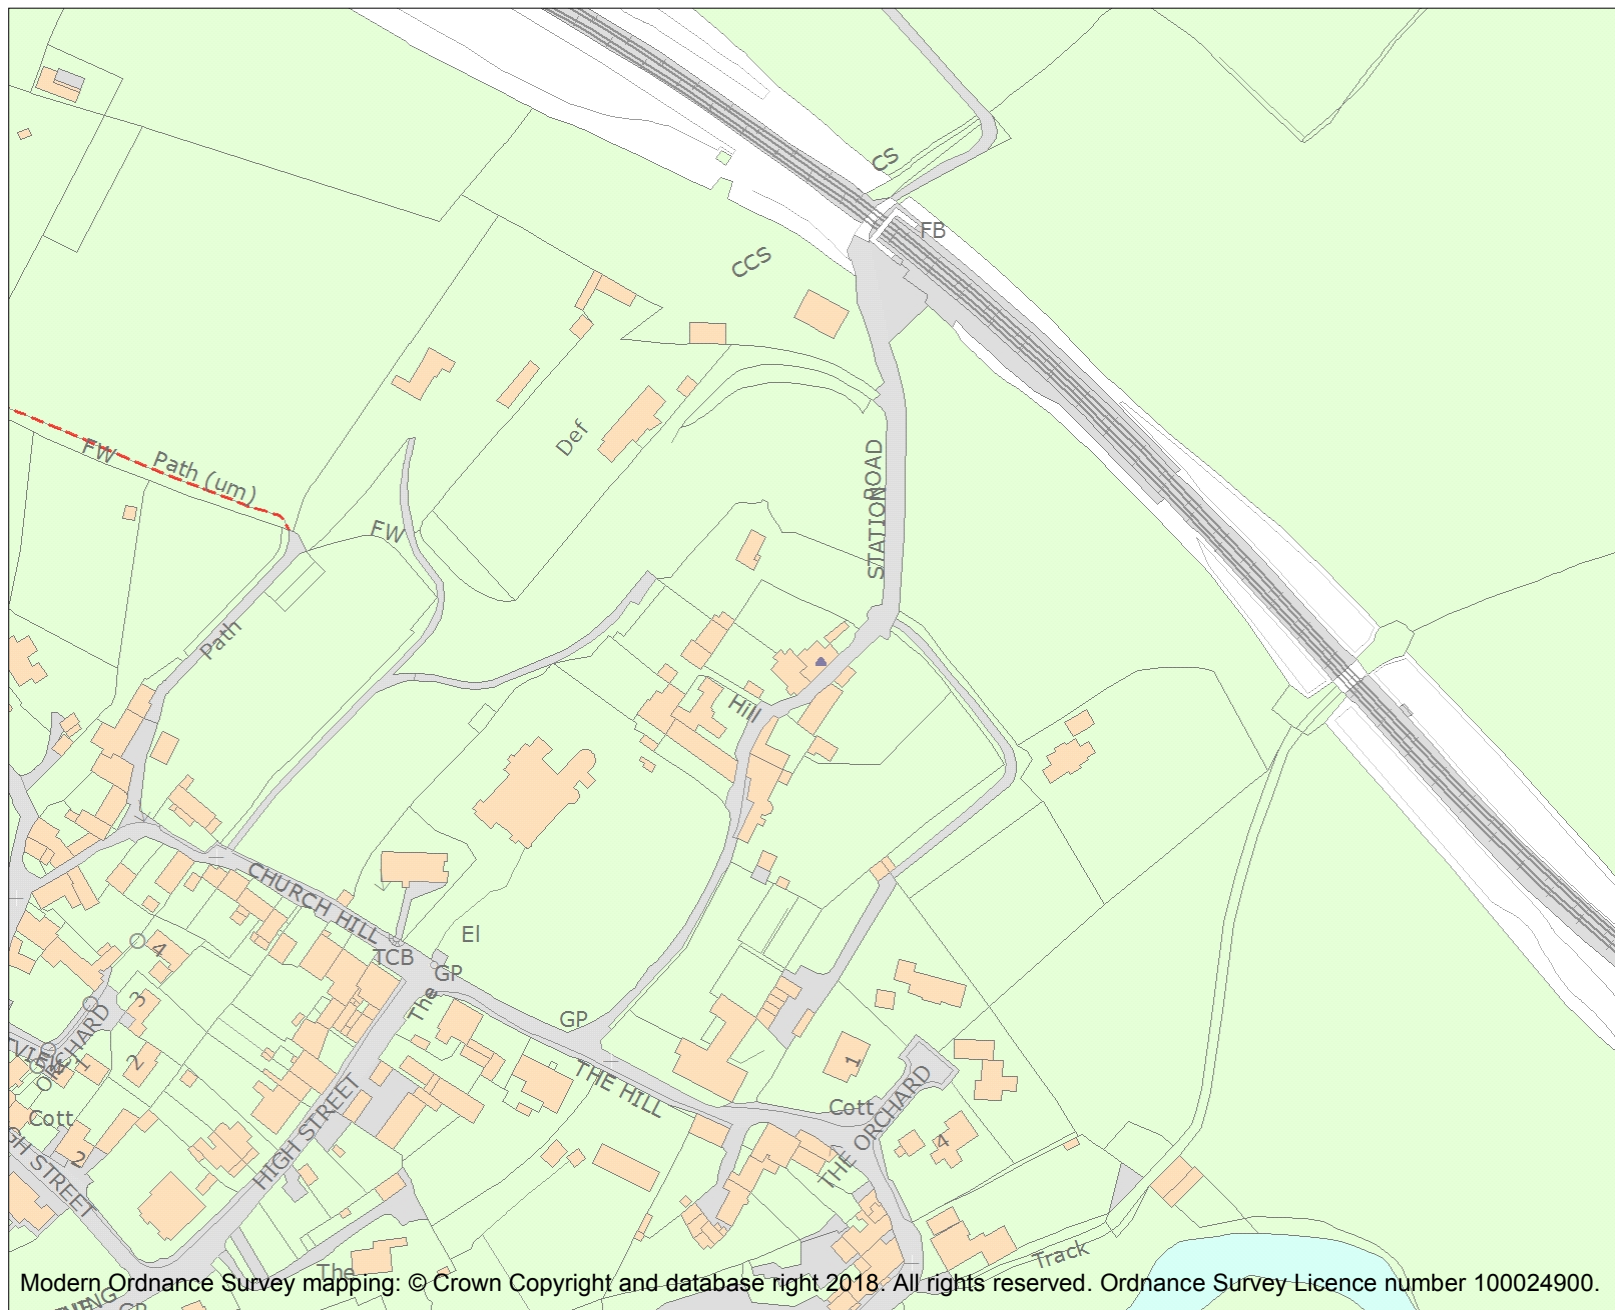 CS
FB
CCS
FW
Path (um)
Def
STATION ROAD
FW
Path
Hill
CHURCH HILL
El
TCB
GP
The
GP
THE HILL
4
3
2
1
ORCHARD
Cott
2
HIGH STREET
GH STREET
1
Cott
THE ORCHARD
4
Track
The
GP
Modern Ordnance Survey mapping: © Crown Copyright and database right 2018. All rights reserved. Ordnance Survey Licence number 100024900.